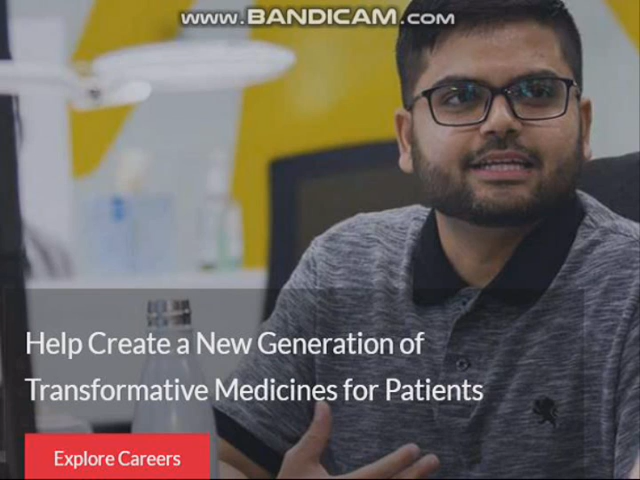 www.BANDICAM.com
Help Create a New Generation of
Transformative Medicines for Patients
Explore Careers